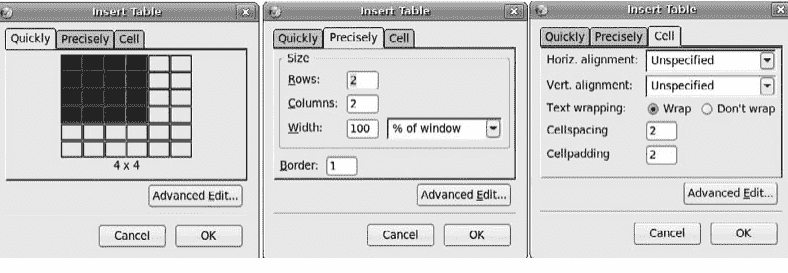 Insert Table
Quickly Precisely Cell
4 x 4
Advanced Edit...
Cancel OK
Insert Table
Quickly Precisely Cell
Size
Rows: 2
Columns: 2
Width: 100 % of window
Border: 1
Advanced Edit...
Cancel OK
Insert Table
Quickly Precisely Cell
Horiz. alignment: Unspecified
Vert. alignment: Unspecified
Text wrapping: Wrap Don't wrap
Cellspacing 2
Cellpadding 2
Advanced Edit...
Cancel OK